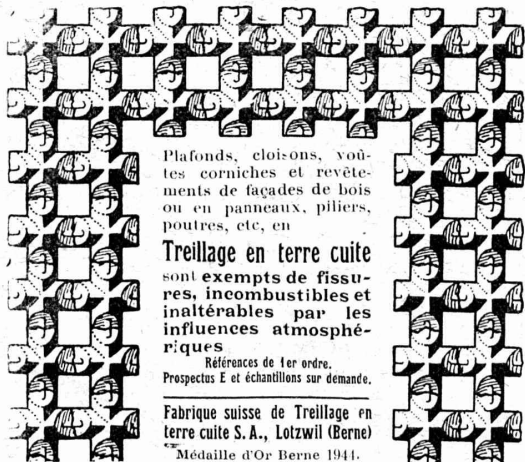 Plafonds, cloisons, voû-
tes corniches et revête-
ments de façades de bois
ou en panneaux, piliers,
poutres, etc, en
Treillage en terre cuite
sont exempts de fissu-
res, incombustibles et
inaltérables par les
influences atmosphé-
riques
Références de 1er ordre.
Prospectus E et échantillons sur demande.
Fabrique suisse de Treillage en
terre cuite S. A., Lotzwil (Berne)
Médaille d'Or Berne 1944.